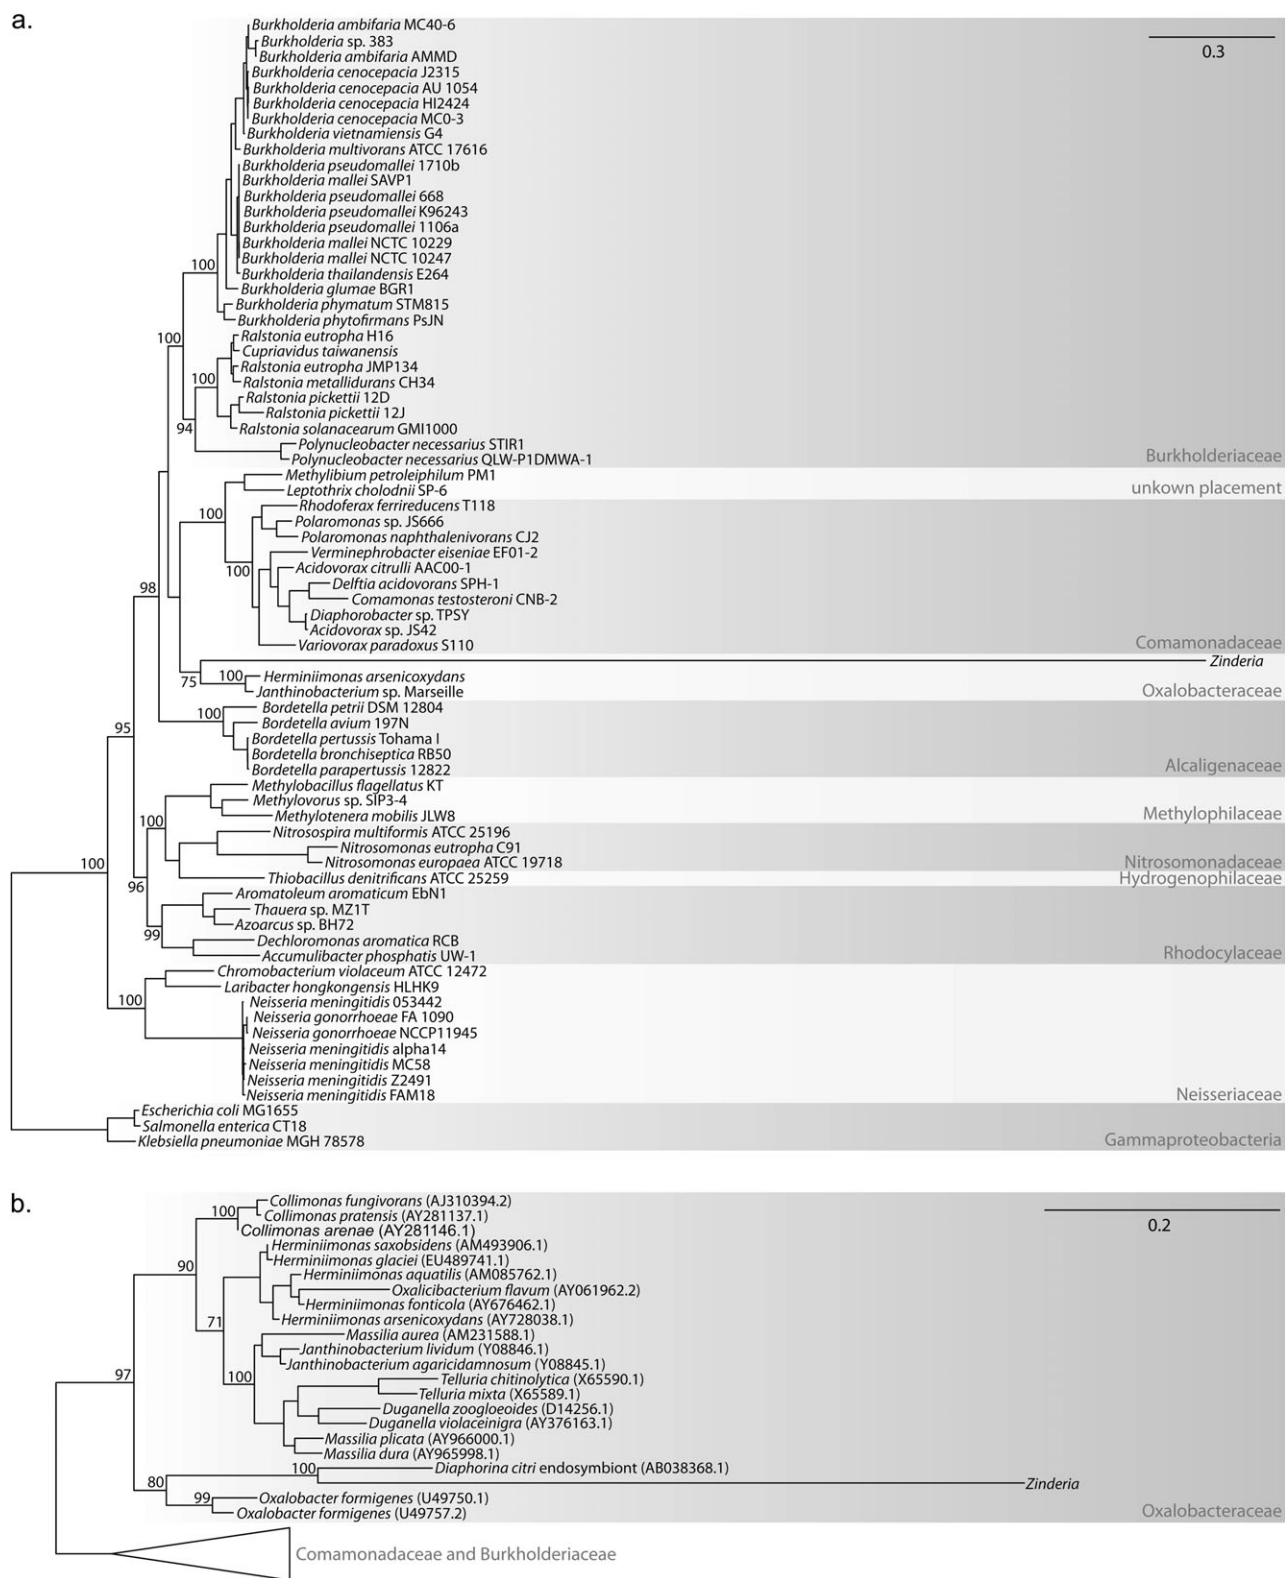 a.
0.3
Burkholderia ambifaria MC40-6
Burkholderia sp. 383
Burkholderia ambifaria AMMD
Burkholderia cenocepacia J2315
Burkholderia cenocepacia AU 1054
Burkholderia cenocepacia HI2424
Burkholderia cenocepacia MC0-3
Burkholderia vietnamiensis G4
Burkholderia multivorans ATCC 17616
Burkholderia pseudomallei 1710b
Burkholderia mallei SAVP1
Burkholderia pseudomallei 668
Burkholderia pseudomallei K96243
Burkholderia pseudomallei 1106a
Burkholderia mallei NCTC 10229
Burkholderia mallei NCTC 10247
100
Burkholderia thailandensis E264
Burkholderia glumae BGR1
Burkholderia phymatum STM815
Burkholderia phytofirmans PsJN
100
Ralstonia eutropha H16
Cupriavidus taiwanensis
Ralstonia eutropha JMP134
100
Ralstonia metallidurans CH34
Ralstonia pickettii 12D
Ralstonia pickettii 12J
94
Ralstonia solanacearum GMI1000
Polynucleobacter necessarius STIR1
Polynucleobacter necessarius QLW-P1DMWA-1
Burkholderiaceae
Methylibium petroleiphilum PM1
Leptothrix cholodnii SP-6
unkown placement
100
Rhodoferax ferrireducens T118
Polaromonas sp. JS666
Polaromonas naphthalenivorans CJ2
Verminephrobacter eiseniae EF01-2
100
Acidovorax citrulli AAC00-1
98
Delftia acidovorans SPH-1
Comamonas testosteroni CNB-2
Diaphorobacter sp. TPSY
Acidovorax sp. JS42
Variovorax paradoxus S110
Comamonadaceae
Zinderia
75
100
Herminiimonas arsenicoxydans
Janthinobacterium sp. Marseille
Oxalobacteraceae
100
Bordetella petrii DSM 12804
95
Bordetella avium 197N
Bordetella pertussis Tohama I
Bordetella bronchiseptica RB50
Bordetella parapertussis 12822
Alcaligenaceae
Methylobacillus flagellatus KT
Methylovorus sp. SIP3-4
Methylotenera mobilis JLW8
Methylophilaceae
100
Nitrosospira multiformis ATCC 25196
Nitrosomonas eutropha C91
Nitrosomonas europaea ATCC 19718
Nitrosomonadaceae
100
Thiobacillus denitrificans ATCC 25259
Hydrogenophilaceae
96
Aromatoleum aromaticum EbN1
Thauera sp. MZ1T
Azoarcus sp. BH72
99
Dechloromonas aromatica RCB
Accumulibacter phosphatis UW-1
Rhodocylaceae
Chromobacterium violaceum ATCC 12472
Laribacter hongkongensis HLHK9
100
Neisseria meningitidis 053442
Neisseria gonorrhoeae FA 1090
Neisseria gonorrhoeae NCCP11945
Neisseria meningitidis alpha14
Neisseria meningitidis MC58
Neisseria meningitidis Z2491
Neisseria meningitidis FAM18
Neisseriaceae
Escherichia coli MG1655
Salmonella enterica CT18
Klebsiella pneumoniae MGH 78578
Gammaproteobacteria
b.
0.2
Collimonas fungivorans (AJ310394.2)
100
Collimonas pratensis (AY281137.1)
Collimonas arenae (AY281146.1)
Herminiimonas saxobsidens (AM493906.1)
Herminiimonas glaciei (EU489741.1)
90
Herminiimonas aquatilis (AM085762.1)
Oxalicibacterium flavum (AY061962.2)
Herminiimonas fonticola (AY676462.1)
71
Herminiimonas arsenicoxydans (AY728038.1)
Massilia aurea (AM231588.1)
Janthinobacterium lividum (Y08846.1)
Janthinobacterium agaricidamnosum (Y08845.1)
97
100
Telluria chitinolytica (X65590.1)
Telluria mixta (X65589.1)
Duganella zoogloeoides (D14256.1)
Duganella violaceinigra (AY376163.1)
Massilia plicata (AY966000.1)
Massilia dura (AY965998.1)
100
Diaphorina citri endosymbiont (AB038368.1)
80
Zinderia
99
Oxalobacter formigenes (U49750.1)
Oxalobacter formigenes (U49757.2)
Oxalobacteraceae
Comamonadaceae and Burkholderiaceae